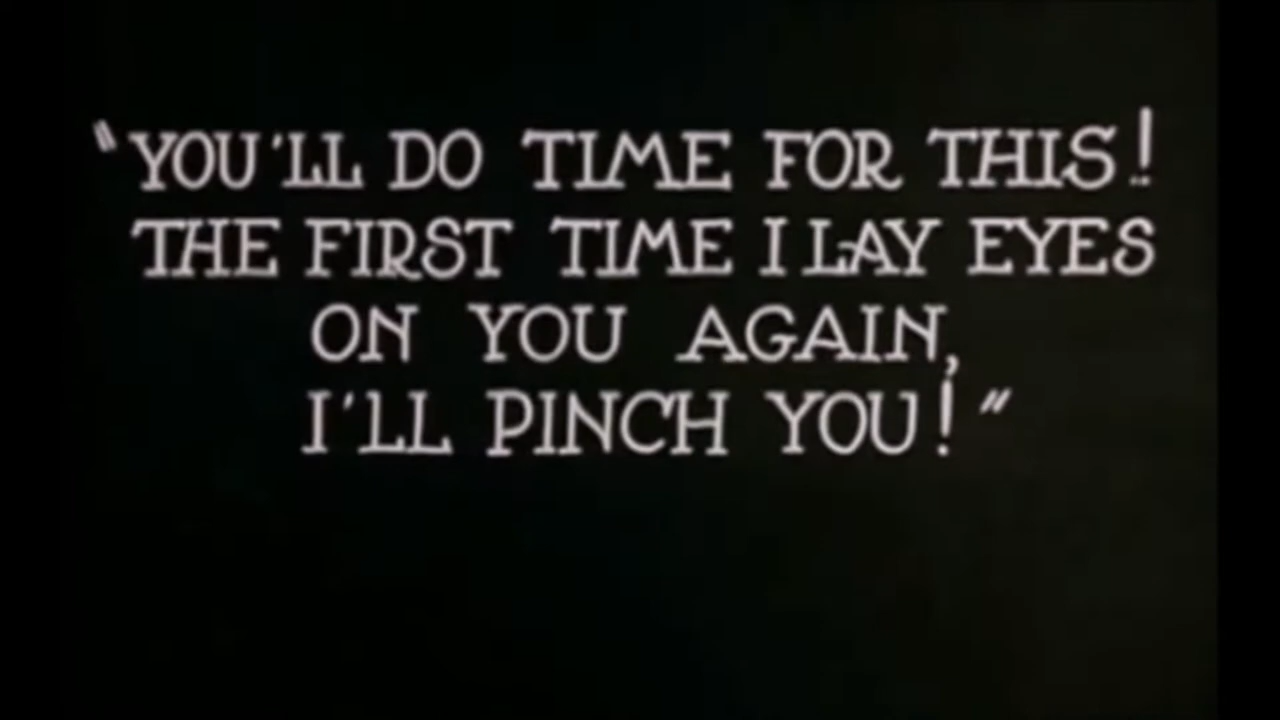 "YOU'LL DO TIME FOR THIS!
THE FIRST TIME I LAY EYES
ON YOU AGAIN,
I'LL PINCH YOU!"